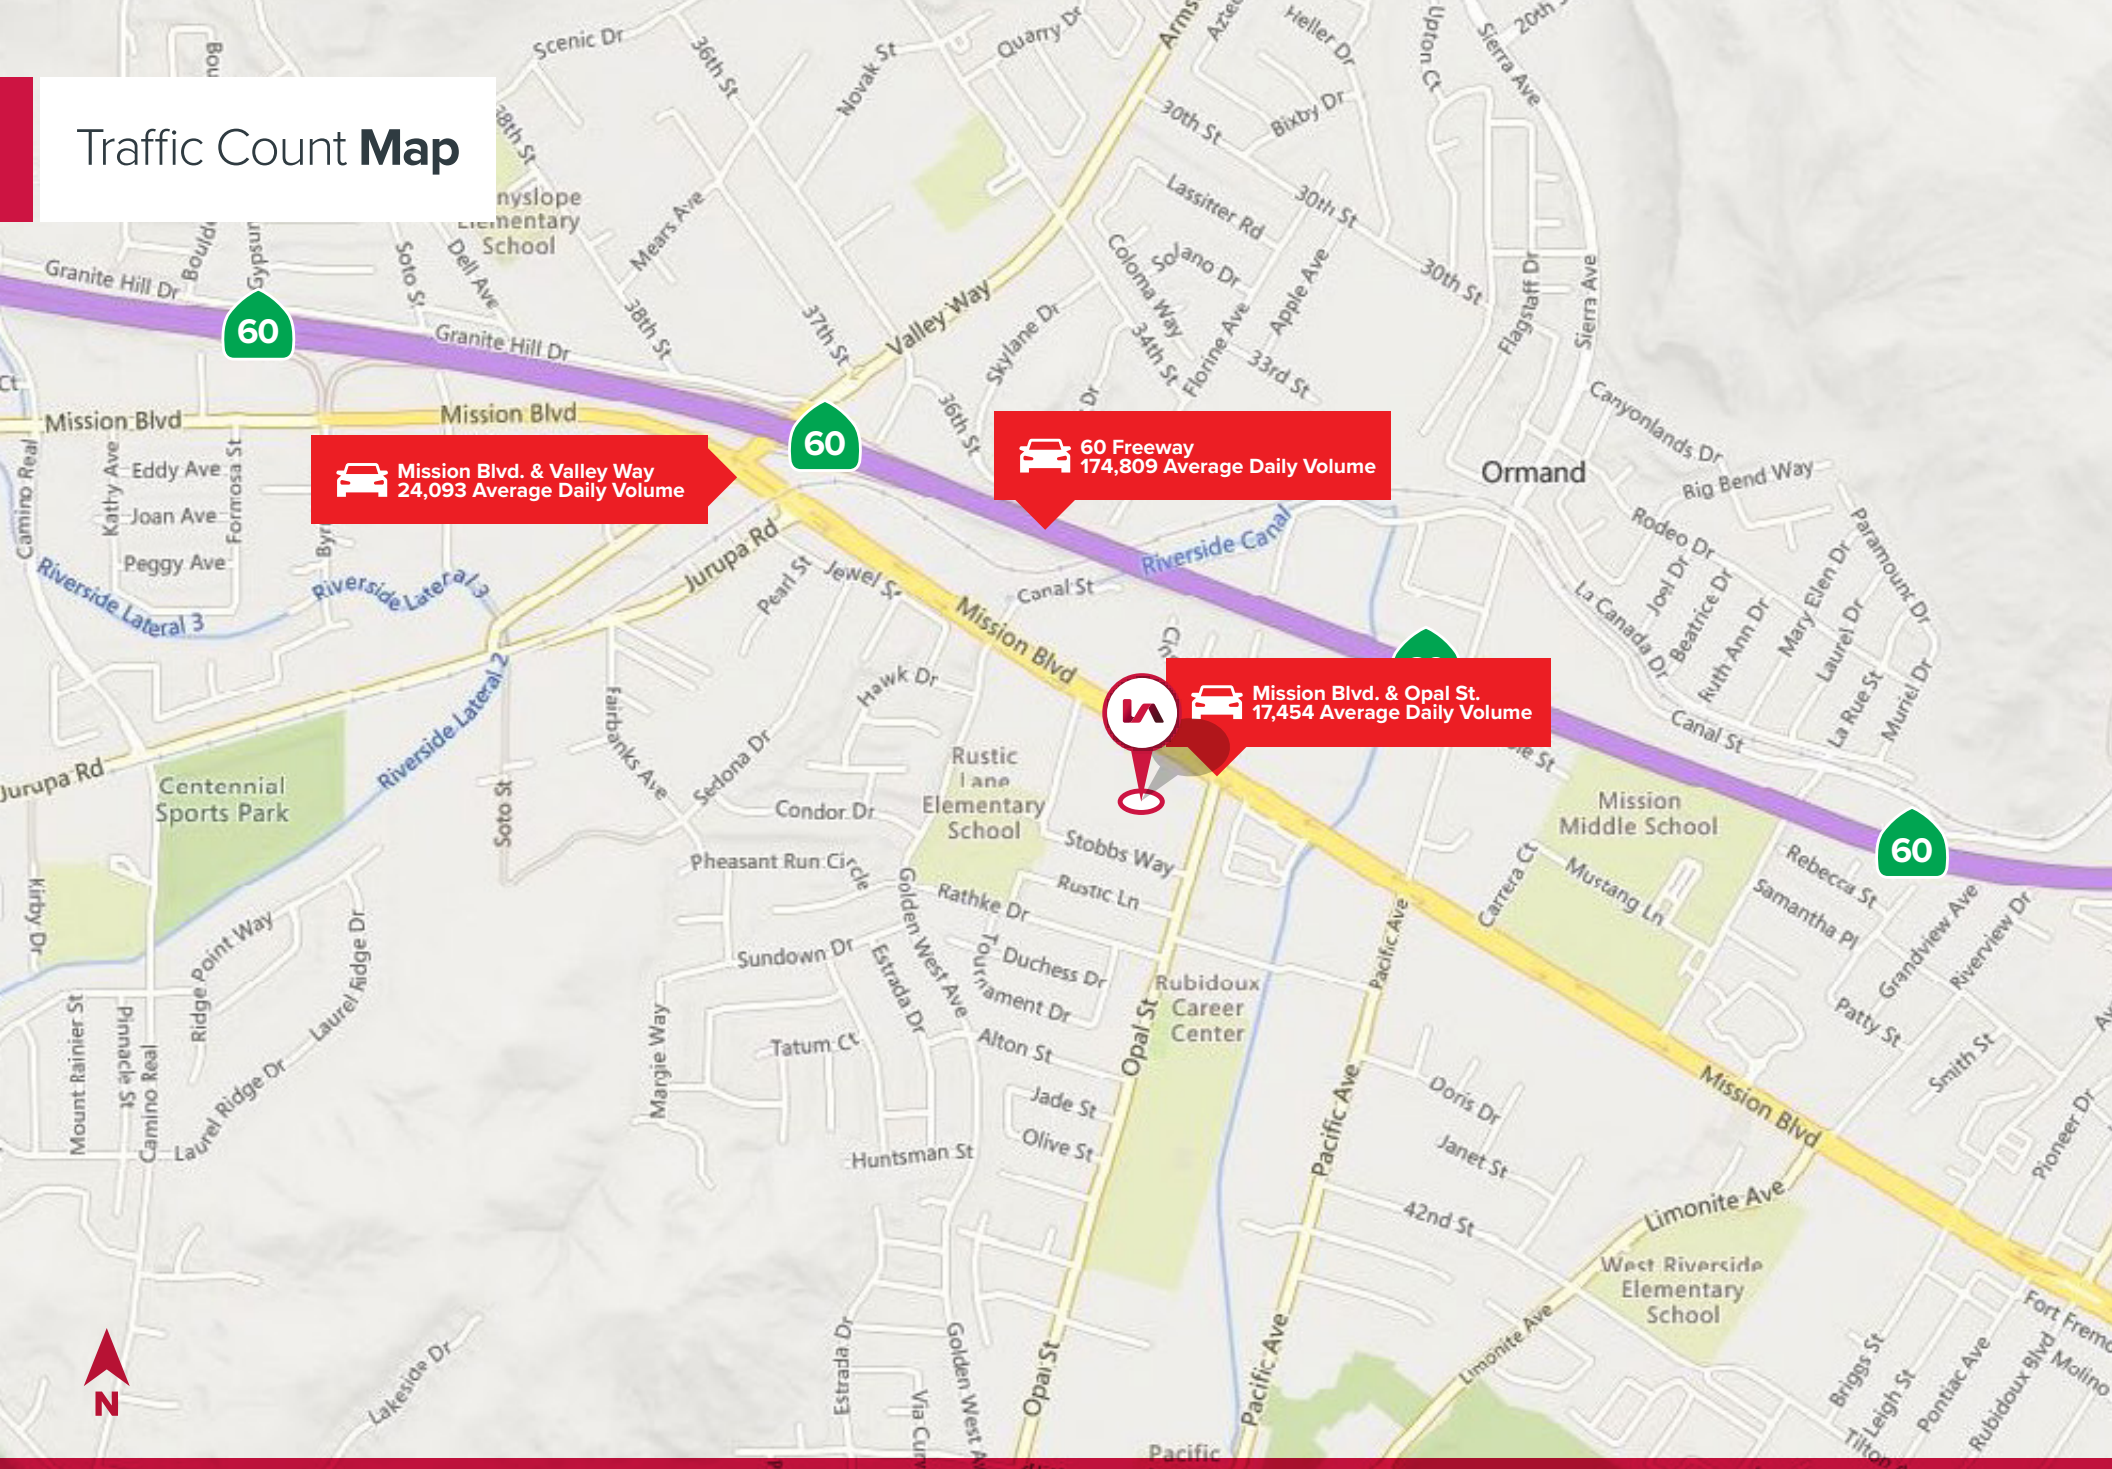 Traffic Count Map
Scenic Dr
36th St
Novak St
Quarry Dr
Heller Dr
Upton Ct
Sierra Ave
20th
38th St
30th St
Bixby Dr
Elementary
School
Mears Ave
Lassitter Rd
30th St
Granite Hill Dr
Soto St
Dell Ave
Coloma Way
Solano Dr
Apple Ave
30th St
Flagstaff Dr
Sierra Ave
60
Granite Hill Dr
38th St
37th St
Valley Way
Skylane Dr
34th St
Florine Ave
33rd St
Ct
Mission Blvd
Mission Blvd
60
36th St
Dr
60 Freeway
174,809 Average Daily Volume
Canyonlands Dr
Ormand
Big Bend Way
Camino Real
Kathy Ave
Eddy Ave
Formosa St
Joan Ave
Peggy Ave
Mission Blvd. & Valley Way
24,093 Average Daily Volume
Jurupa Rd
Riverside Canal
Rodeo Dr
Paramount Dr
Joel Dr
Beatrice Dr
Ruth Ann Dr
Mary Elen Dr
Laurel Dr
La Rue St
Muriel Dr
La Canada Dr
Riverside Lateral 3
Riverside Lateral 3
Pearl St
Jewel St
Canal St
Mission Blvd
Riverside Lateral 2
Hawk Dr
Fairbanks Ave
Sedona Dr
Mission Blvd. & Opal St.
17,454 Average Daily Volume
Canal St
Jurupa Rd
Centennial
Sports Park
Soto St
Condor Dr
Rustic
Lane
Elementary
School
Stobbs Way
Mission
Middle School
60
Pheasant Run Circle
Rustic Ln
Rathke Dr
Carrera Ct
Mustang Ln
Rebecca St
Samantha Pl
Grandview Ave
Riverview Dr
Kirby Dr
Ridge Point Way
Laurel Ridge Dr
Sundown Dr
Golden West Ave
Estrada Dr
Tournament Dr
Duchess Dr
Opal St
Rubidoux
Career
Center
Pacific Ave
Patty St
Smith St
Mount Rainier St
Pinnacle St
Camino Real
Laurel Ridge Dr
Margie Way
Tatum Ct
Alton St
Jade St
Olive St
Huntsman St
Pacific Ave
Doris Dr
Janet St
42nd St
Mission Blvd
Pioneer Dr
Limonite Ave
West Riverside
Elementary
School
Limonite Ave
N
Lakeside Dr
Estrada Dr
Golden West A
Opal St
Pacific Ave
Pacific
Briggs St
Leigh St
Pontiac Ave
Rubidoux Blvd
Molino
Tilton